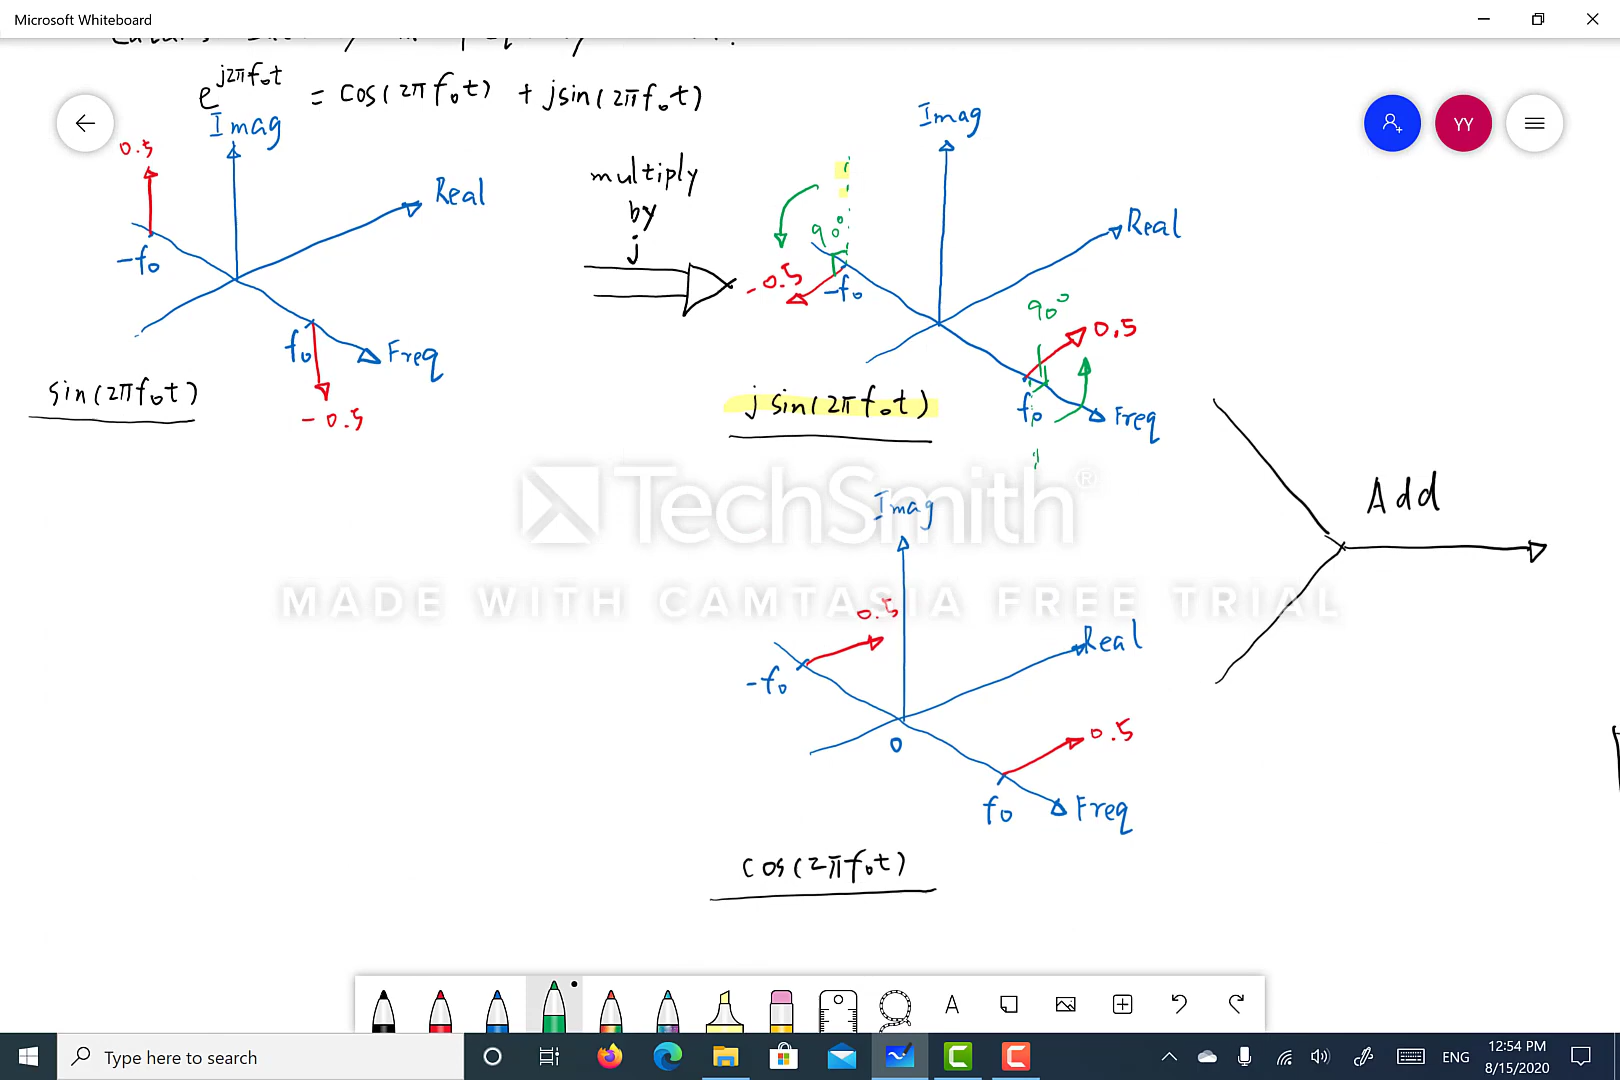 Microsoft Whiteboard
e^{j2πf₀t} = cos(2πf₀t) + jsin(2πf₀t)
Imag
0.5
Real
-f₀
f₀
Freq
-0.5
sin(2πf₀t)
multiply
by
j
Imag
Real
90°
-0.5
-f₀
90°
0.5
f₀
Freq
j sin(2πf₀t)
YY
Add
TechSmith®
MADE WITH CAMTASIA FREE TRIAL
Imag
0.5
Real
-f₀
0
0.5
f₀
Freq
cos(2πf₀t)
Type here to search
ENG
12:54 PM
8/15/2020